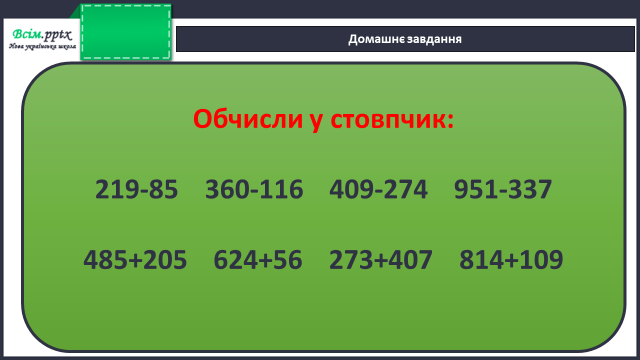 Всім.pptx
Нова українська школа
Домашнє завдання
Обчисли у стовпчик:
219-85 360-116 409-274 951-337
485+205 624+56 273+407 814+109